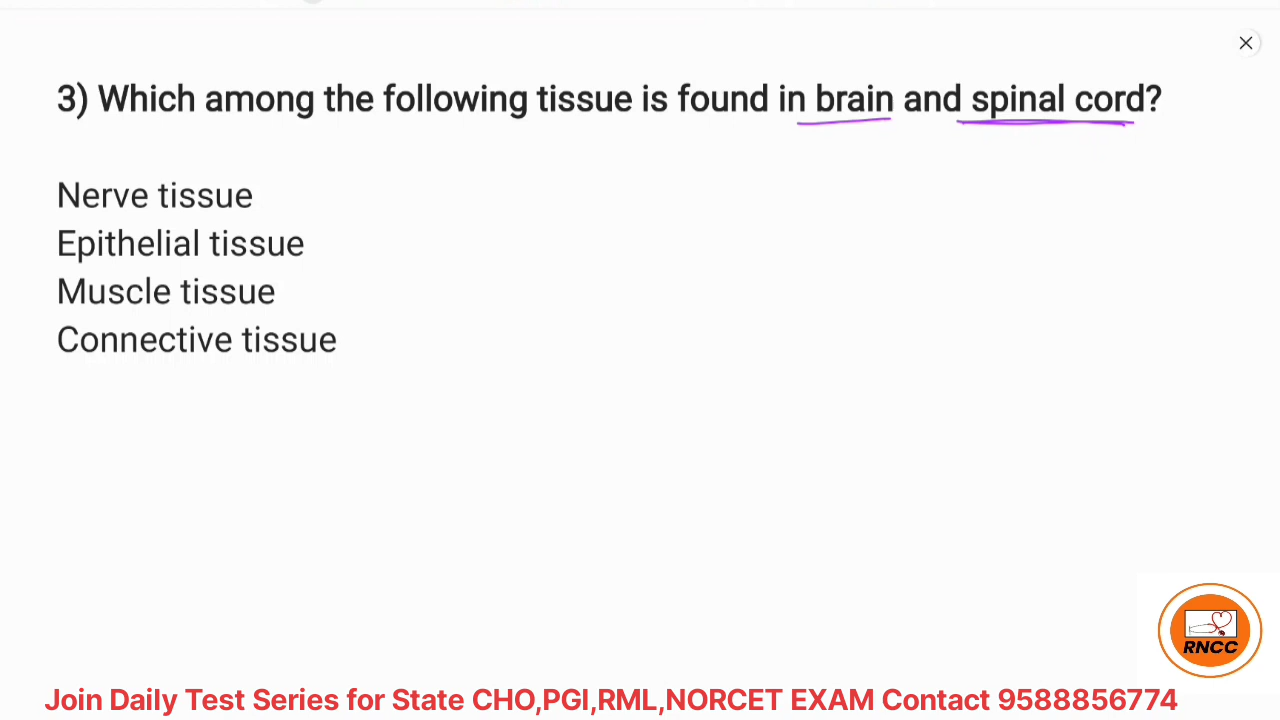 3) Which among the following tissue is found in brain and spinal cord?
Nerve tissue
Epithelial tissue
Muscle tissue
Connective tissue
RNCC
Join Daily Test Series for State CHO,PGI,RML,NORCET EXAM Contact 9588856774